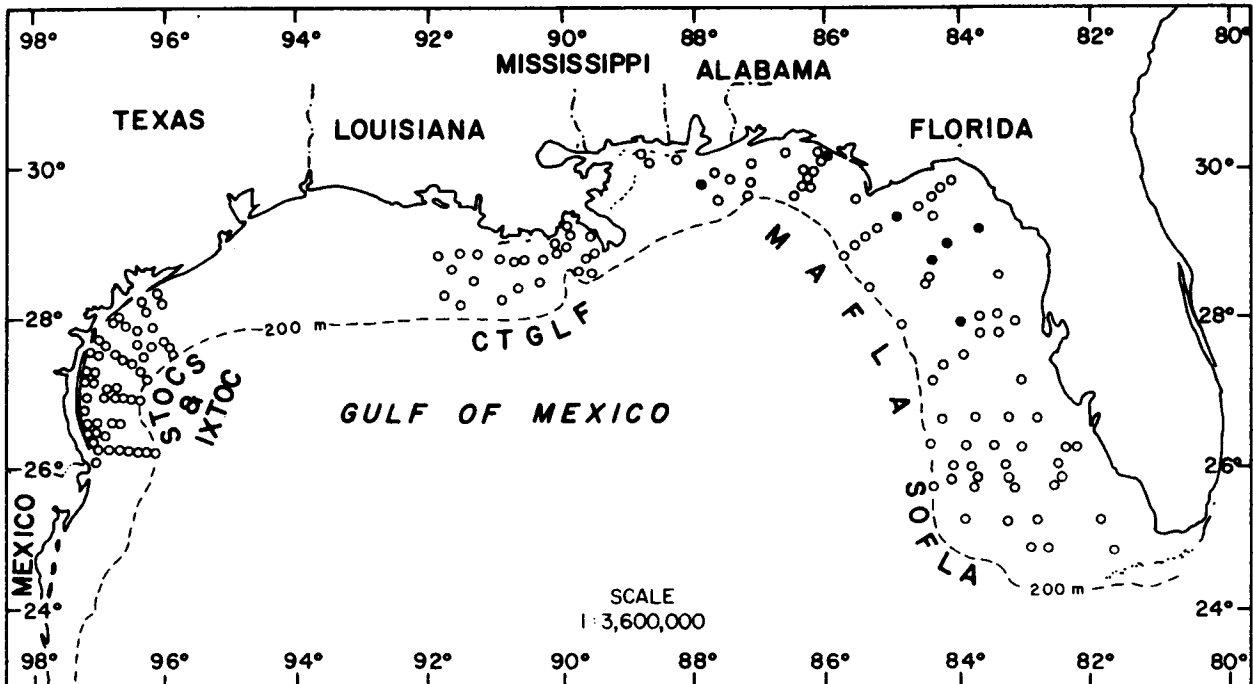 98° 96° 94° 92° 90° 88° 86° 84° 82° 80°
MISSISSIPPI ALABAMA
TEXAS LOUISIANA FLORIDA
30° 30°
28° 200 m 28°
MAFLA
CTGLF
STOCS
&
IXTOC
GULF OF MEXICO
26° 26°
SOFLA
MEXICO
200 m
SCALE
1:3,600,000
24° 24°
98° 96° 94° 92° 90° 88° 86° 84° 82° 80°